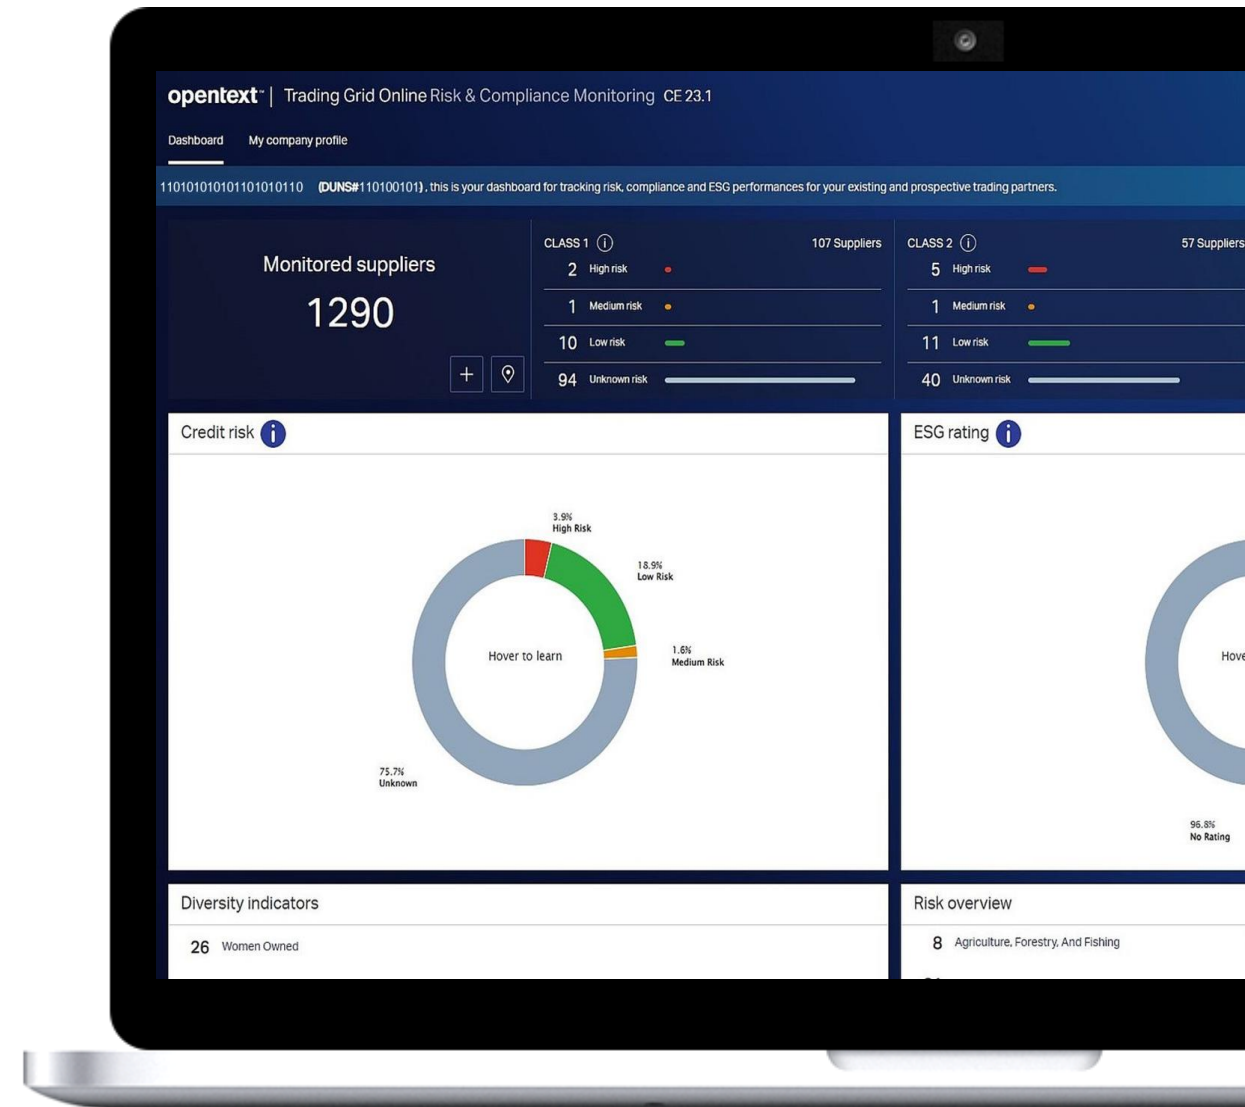 opentext™ | Trading Grid Online Risk & Compliance Monitoring CE 23.1
Dashboard My company profile
110101010101101010110 (DUNS#110100101), this is your dashboard for tracking risk, compliance and ESG performances for your existing and prospective trading partners.
Monitored suppliers
1290
CLASS 1 107 Suppliers
2 High risk
1 Medium risk
10 Low risk
94 Unknown risk
CLASS 2 57 Suppliers
5 High risk
1 Medium risk
11 Low risk
40 Unknown risk
Credit risk
3.9%
High Risk
18.9%
Low Risk
1.6%
Medium Risk
Hover to learn
75.7%
Unknown
ESG rating
Hove
96.8%
No Rating
Diversity indicators
26 Women Owned
Risk overview
8 Agriculture, Forestry, And Fishing